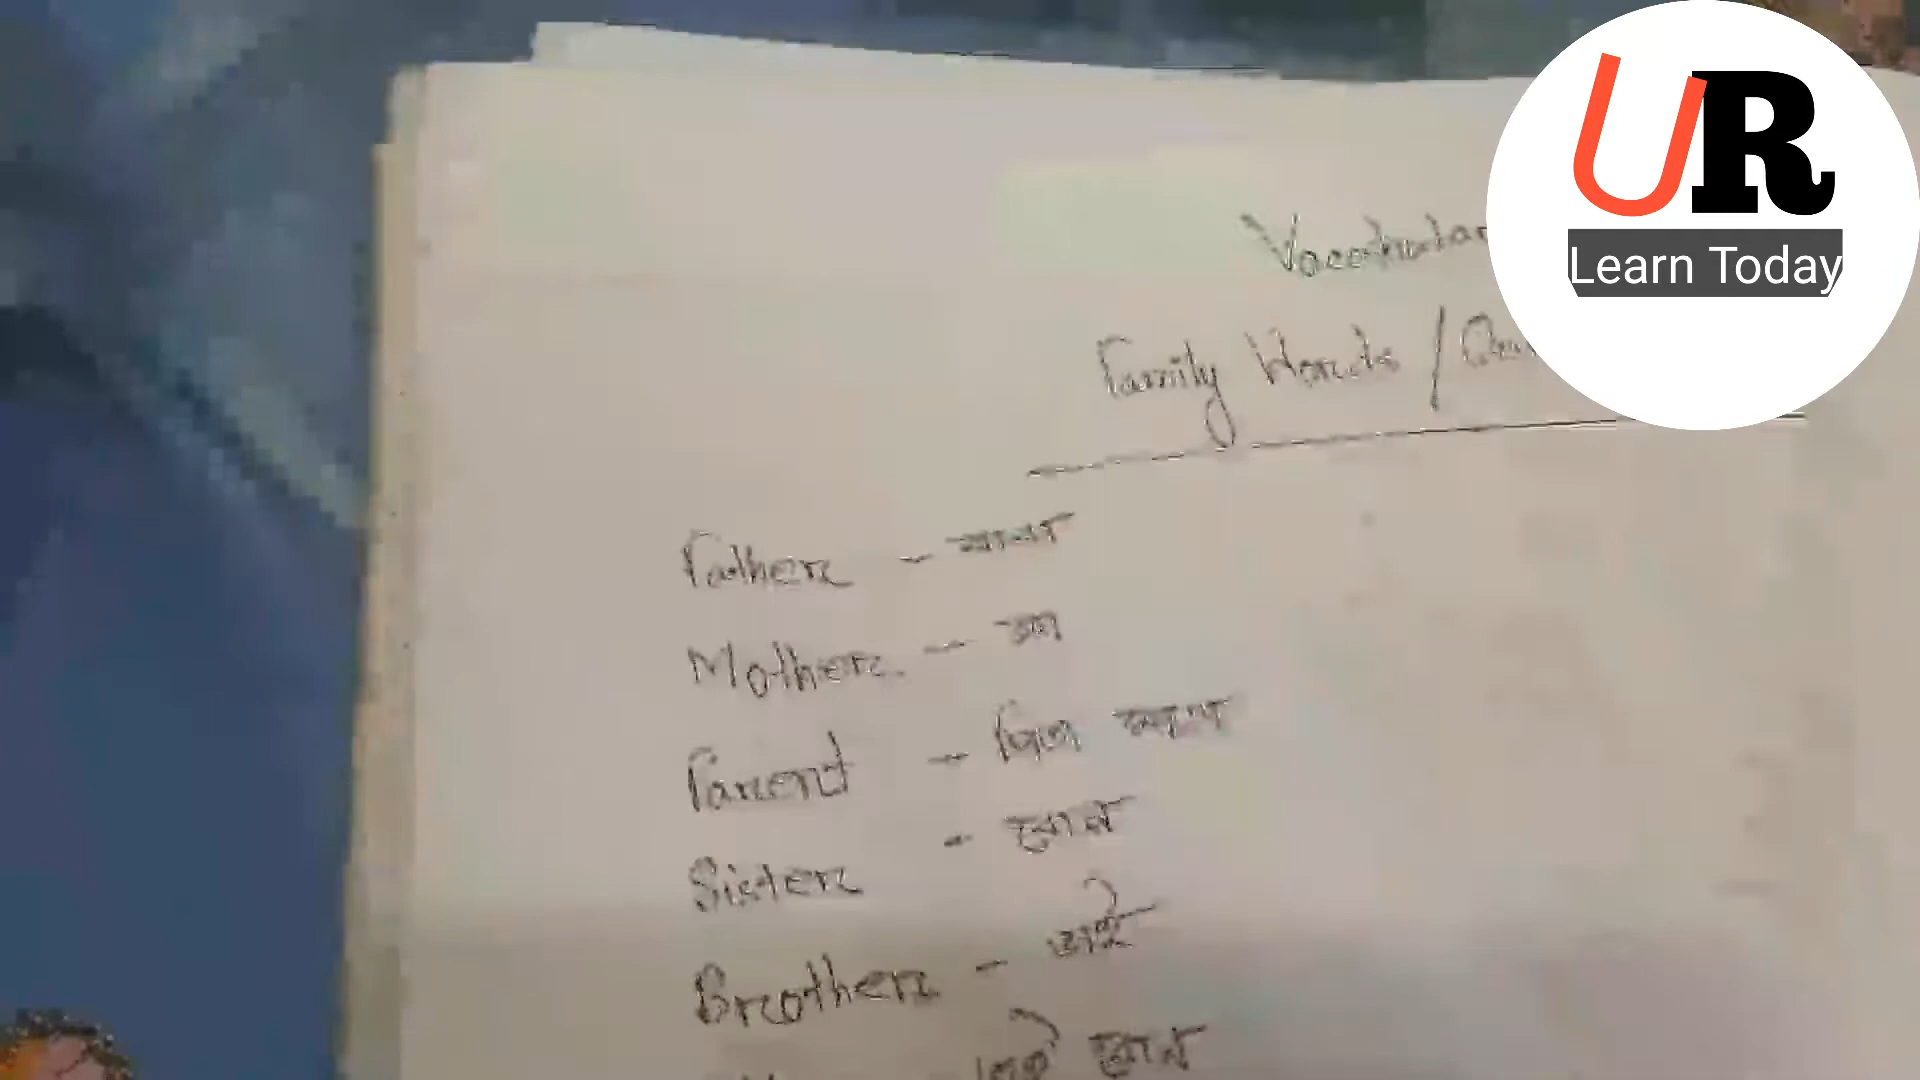 UR
Learn Today
Family Words /
Father - বাবা
Mother - মা
Parent - পিতা মাতা
Sister - বোন
Brother - ভাই
ভাই বোন